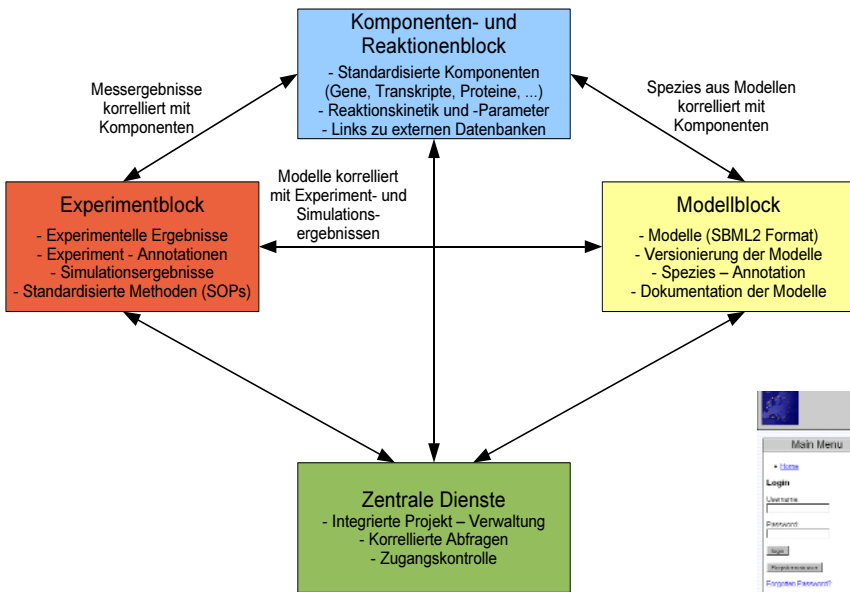 Komponenten- und
Reaktionenblock
- Standardisierte Komponenten
(Gene, Transkripte, Proteine, ...)
- Reaktionskinetik und -Parameter
- Links zu externen Datenbanken
Messergebnisse
korrelliert mit
Komponenten
Spezies aus Modellen
korrelliert mit
Komponenten
Modelle korrelliert
mit Experiment- und
Simulations-
ergebnissen
Experimentblock
- Experimentelle Ergebnisse
- Experiment - Annotationen
- Simulationsergebnisse
- Standardisierte Methoden (SOPs)
Modellblock
- Modelle (SBML2 Format)
- Versionierung der Modelle
- Spezies – Annotation
- Dokumentation der Modelle
Zentrale Dienste
- Integrierte Projekt – Verwaltung
- Korrellierte Abfragen
- Zugangskontrolle
Main Menu
• Home
Login
Username:
Password:
login
Forgotten Password?